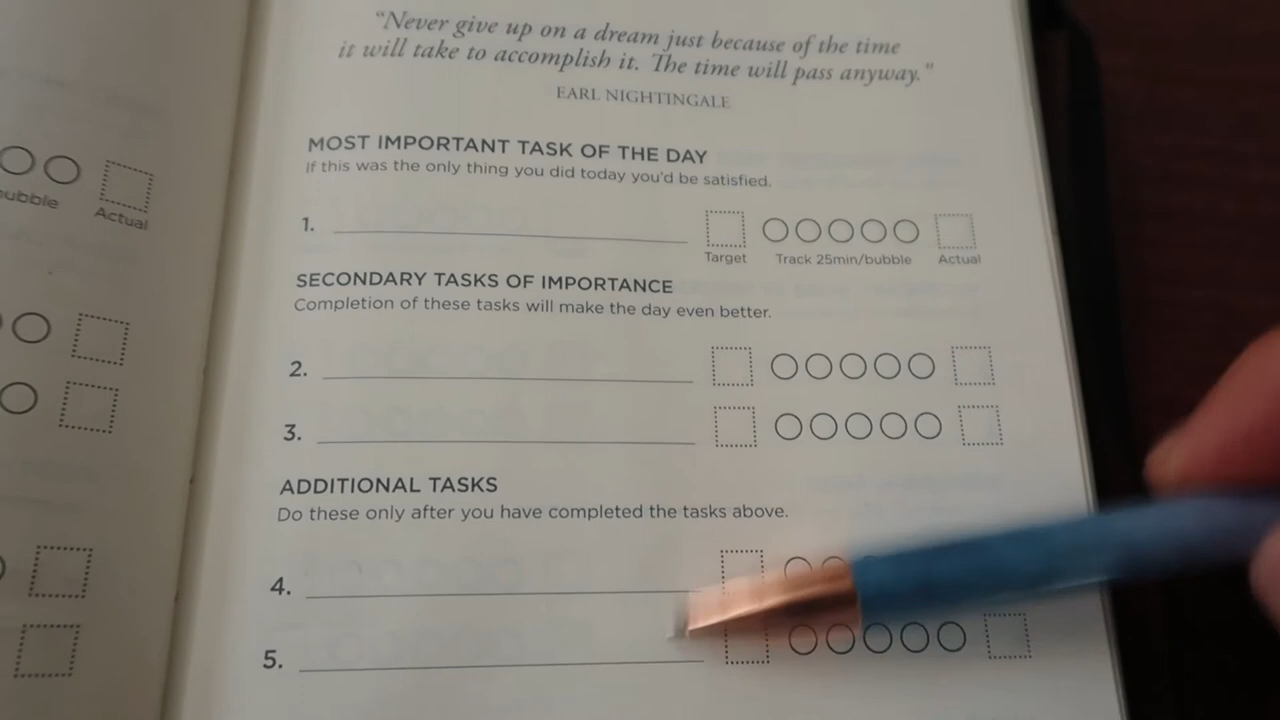 "Never give up on a dream just because of the time
it will take to accomplish it. The time will pass anyway."
EARL NIGHTINGALE
MOST IMPORTANT TASK OF THE DAY
If this was the only thing you did today you'd be satisfied.
1.
Target Track 25min/bubble Actual
SECONDARY TASKS OF IMPORTANCE
Completion of these tasks will make the day even better.
2.
3.
ADDITIONAL TASKS
Do these only after you have completed the tasks above.
4.
5.
ubble Actual